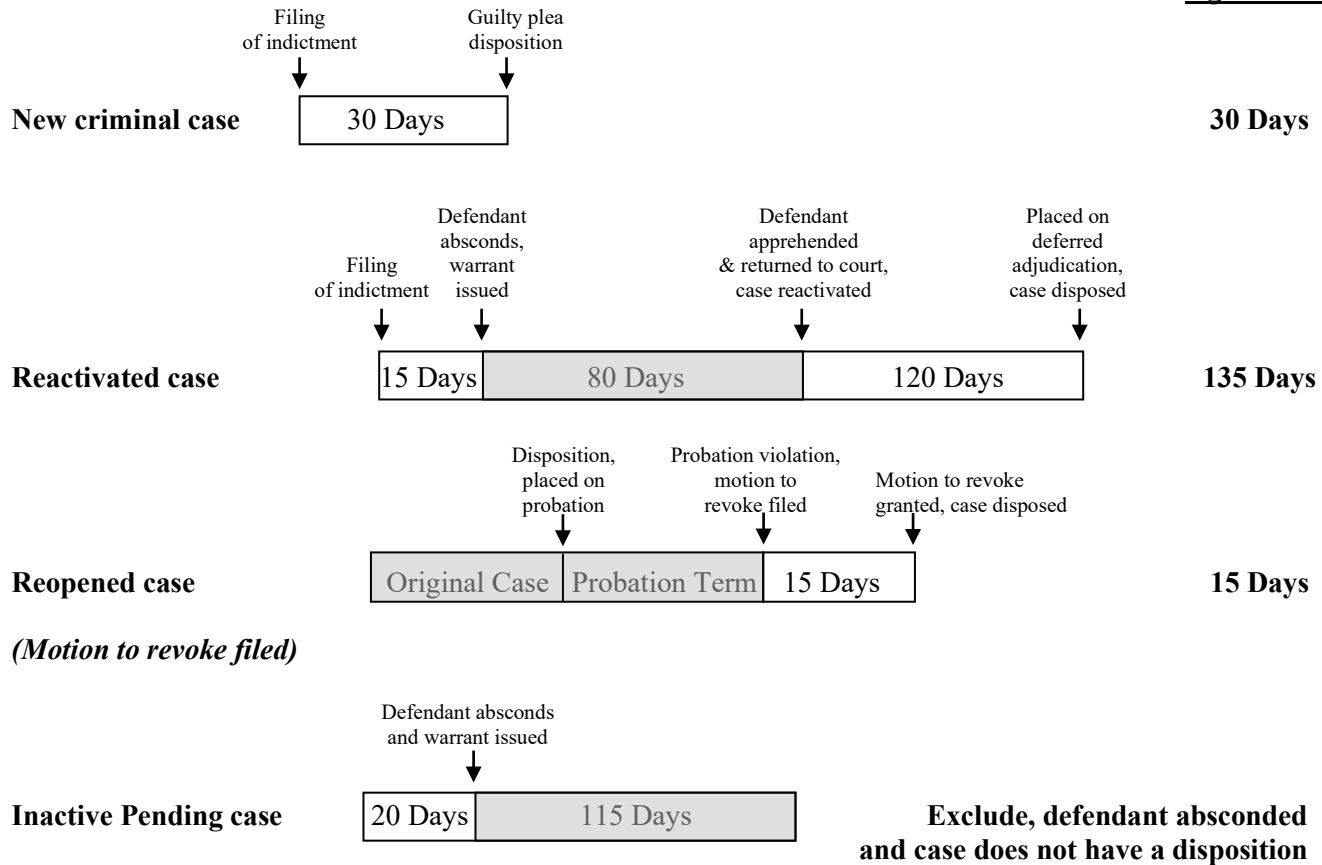 Filing
of indictment
Guilty plea
disposition
New criminal case
30 Days
30 Days
Filing
of indictment
Defendant
absconds,
warrant
issued
Defendant
apprehended
& returned to court,
case reactivated
Placed on
deferred
adjudication,
case disposed
Reactivated case
15 Days
80 Days
120 Days
135 Days
Disposition,
placed on
probation
Probation violation,
motion to
revoke filed
Motion to revoke
granted, case disposed
Reopened case
Original Case
Probation Term
15 Days
15 Days
(Motion to revoke filed)
Defendant absconds
and warrant issued
Inactive Pending case
20 Days
115 Days
Exclude, defendant absconded
and case does not have a disposition